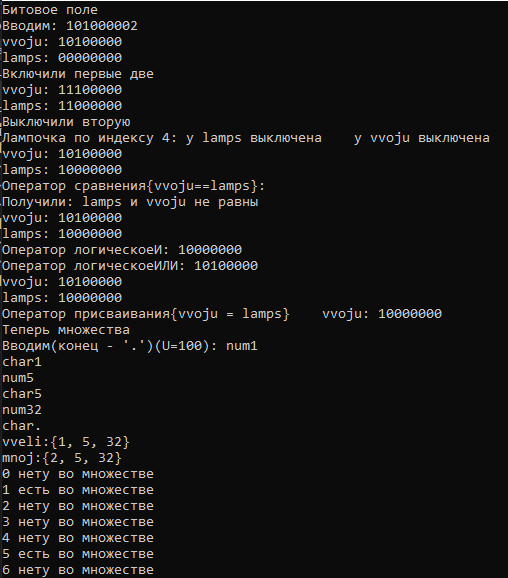 Битовое поле
Вводим: 101000002
vvoju: 10100000
lamps: 00000000
Включили первые две
vvoju: 11100000
lamps: 11000000
Выключили вторую
Лампочка по индексу 4: у lamps выключена    у vvoju выключена
vvoju: 10100000
lamps: 10000000
Оператор сравнения{vvoju==lamps}:
Получили: lamps и vvoju не равны
vvoju: 10100000
lamps: 10000000
Оператор логическоеИ: 10000000
Оператор логическоеИЛИ: 10100000
vvoju: 10100000
lamps: 10000000
Оператор присваивания{vvoju = lamps}    vvoju: 10000000
Теперь множества
Вводим(конец - '.')(U=100): num1
char1
num5
char5
num32
char.
vveli:{1, 5, 32}
mnoj:{2, 5, 32}
0 нету во множестве
1 есть во множестве
2 нету во множестве
3 нету во множестве
4 нету во множестве
5 есть во множестве
6 нету во множестве